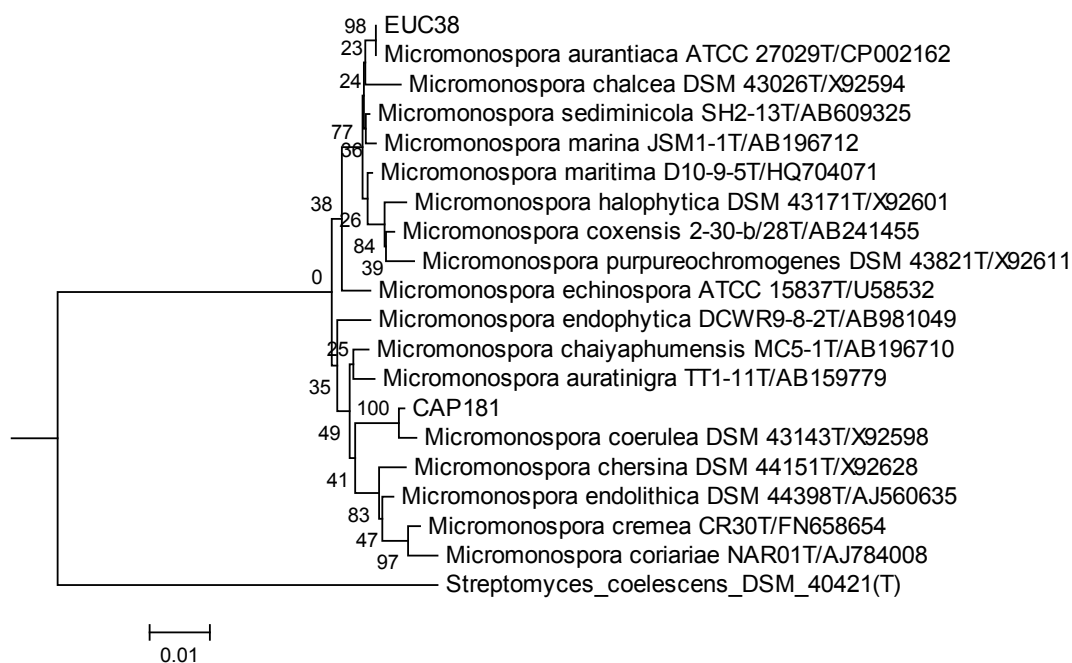 98 EUC38
23 Micromonospora aurantiaca ATCC 27029T/CP002162
24 Micromonospora chalcea DSM 43026T/X92594
Micromonospora sediminicola SH2-13T/AB609325
77 Micromonospora marina JSM1-1T/AB196712
36
Micromonospora maritima D10-9-5T/HQ704071
38 Micromonospora halophytica DSM 43171T/X92601
26 Micromonospora coxensis 2-30-b/28T/AB241455
84
39 Micromonospora purpureochromogenes DSM 43821T/X92611
0
Micromonospora echinospora ATCC 15837T/U58532
Micromonospora endophytica DCWR9-8-2T/AB981049
25 Micromonospora chaiyaphumensis MC5-1T/AB196710
35 Micromonospora auratinigra TT1-11T/AB159779
100 CAP181
49 Micromonospora coerulea DSM 43143T/X92598
41 Micromonospora chersina DSM 44151T/X92628
Micromonospora endolithica DSM 44398T/AJ560635
83
47 Micromonospora cremea CR30T/FN658654
97 Micromonospora coriariae NAR01T/AJ784008
Streptomyces_coelescens_DSM_40421(T)
0.01